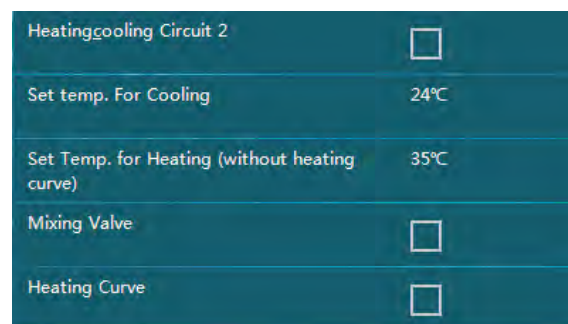 Heatingcooling Circuit 2
Set temp. For Cooling 24℃
Set Temp. for Heating (without heating 35℃
curve)
Mixing Valve
Heating Curve